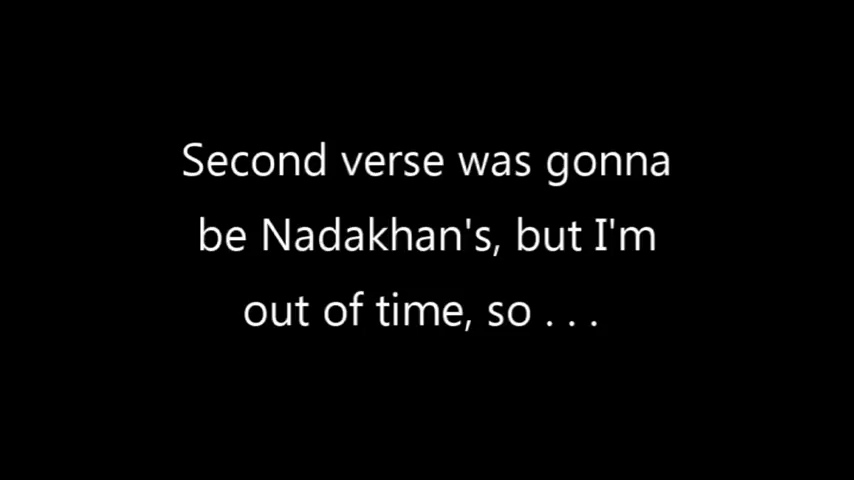 Second verse was gonna
be Nadakhan's, but I'm
out of time, so . . .